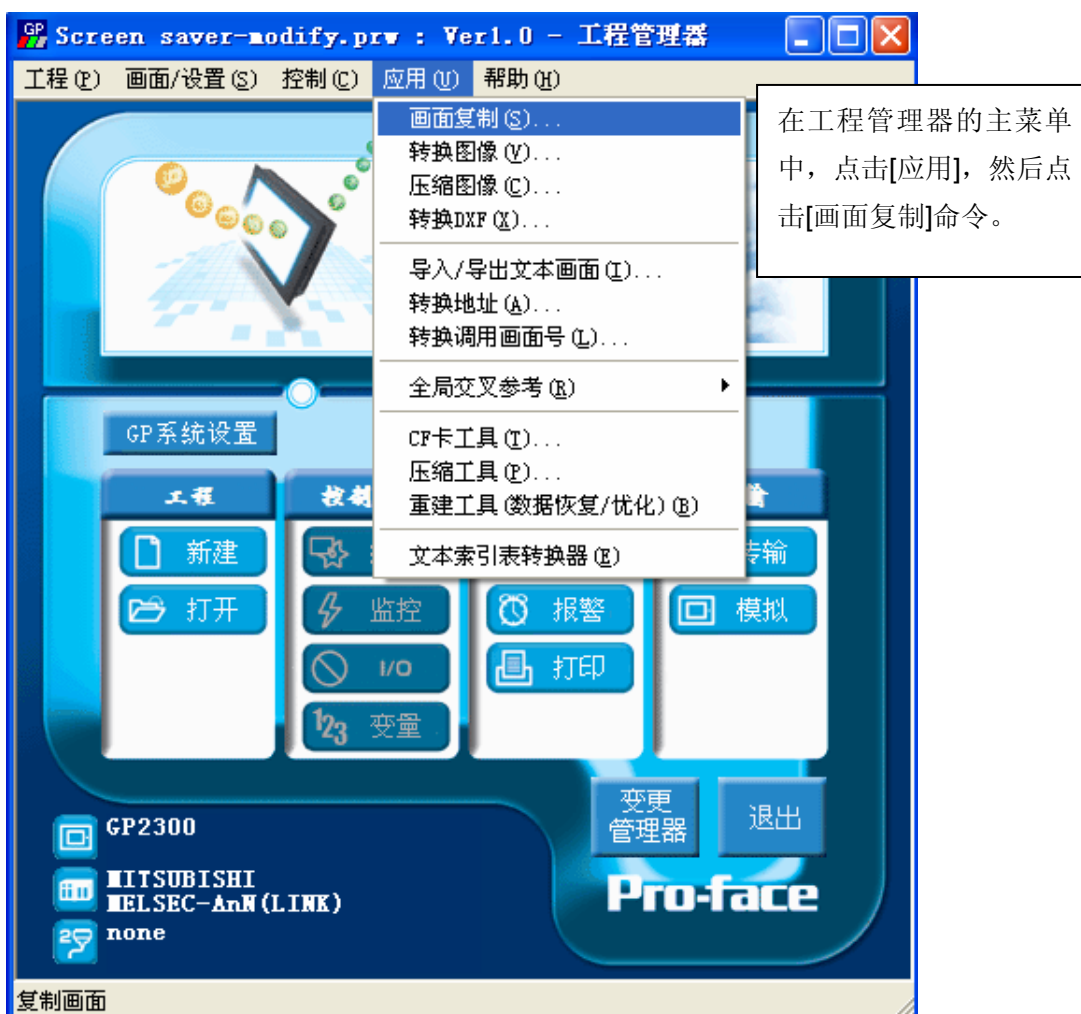 Screen saver-modify.prw : Ver1.0 - 工程管理器
工程(P) 画面/设置(S) 控制(C) 应用(U) 帮助(H)
画面复制(S)...
转换图像(V)...
压缩图像(C)...
转换DXF(X)...
导入/导出文本画面(I)...
转换地址(A)...
转换调用画面号(L)...
全局交叉参考(R)
CF卡工具(T)...
压缩工具(P)...
重建工具(数据恢复/优化)(B)
文本索引表转换器(E)
在工程管理器的主菜单
中，点击[应用]，然后点
击[画面复制]命令。
GP系统设置
工程
新建
打开
监控
I/O
变量
报警
打印
模拟
变更
管理器
退出
GP2300
MITSUBISHI
MELSEC-AnN(LINK)
none
Pro-face
复制画面